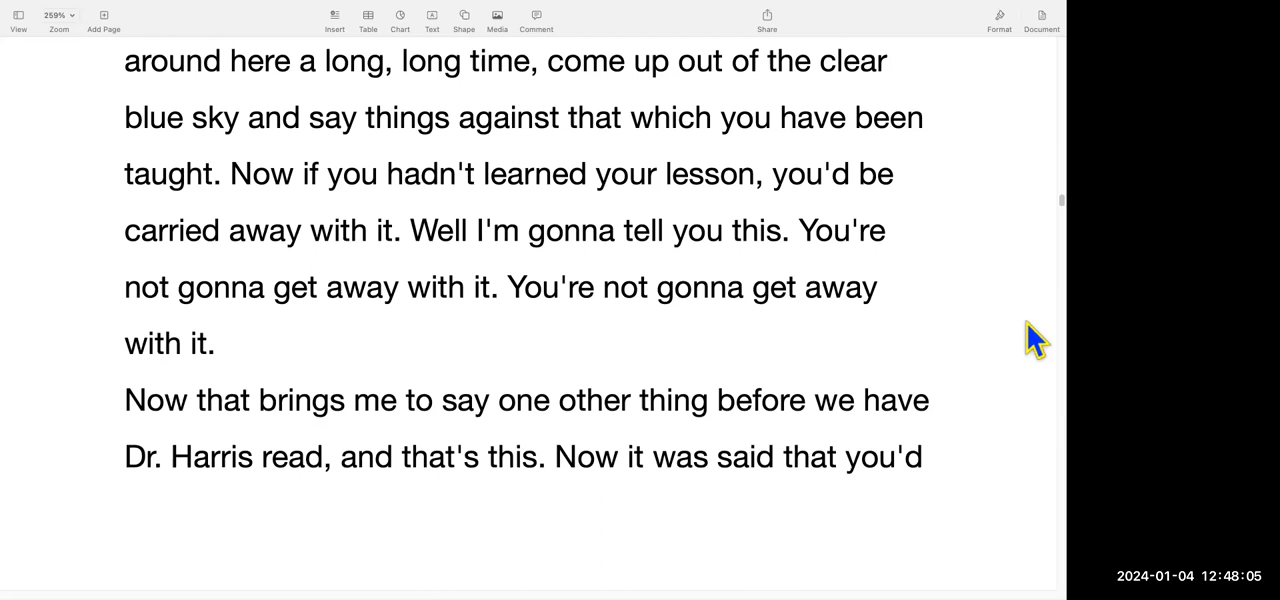 259%
View Zoom Add Page Insert Table Chart Text Shape Media Comment Share Format Document
around here a long, long time, come up out of the clear
blue sky and say things against that which you have been
taught. Now if you hadn't learned your lesson, you'd be
carried away with it. Well I'm gonna tell you this. You're
not gonna get away with it. You're not gonna get away
with it.
Now that brings me to say one other thing before we have
Dr. Harris read, and that's this. Now it was said that you'd
2024-01-04 12:48:05